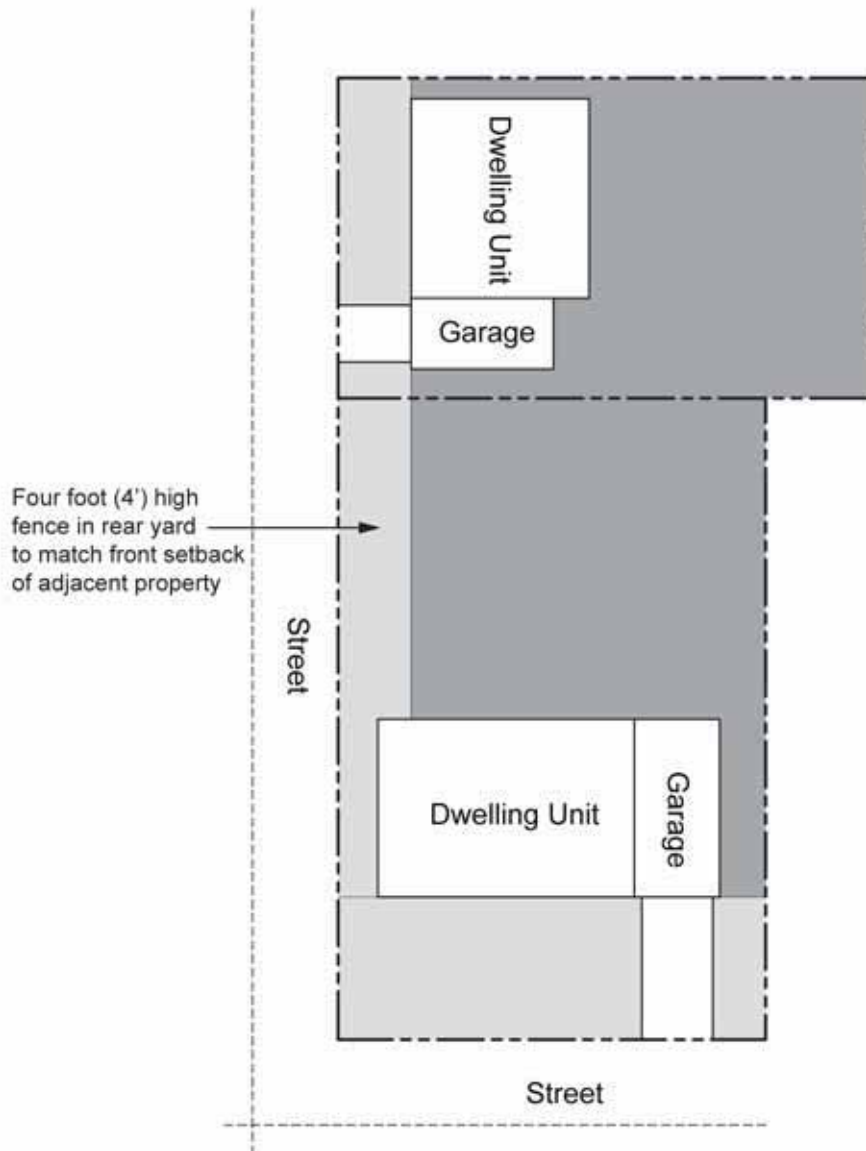 Dwelling Unit
Garage
Four foot (4') high
fence in rear yard
to match front setback
of adjacent property
Street
Dwelling Unit
Garage
Street